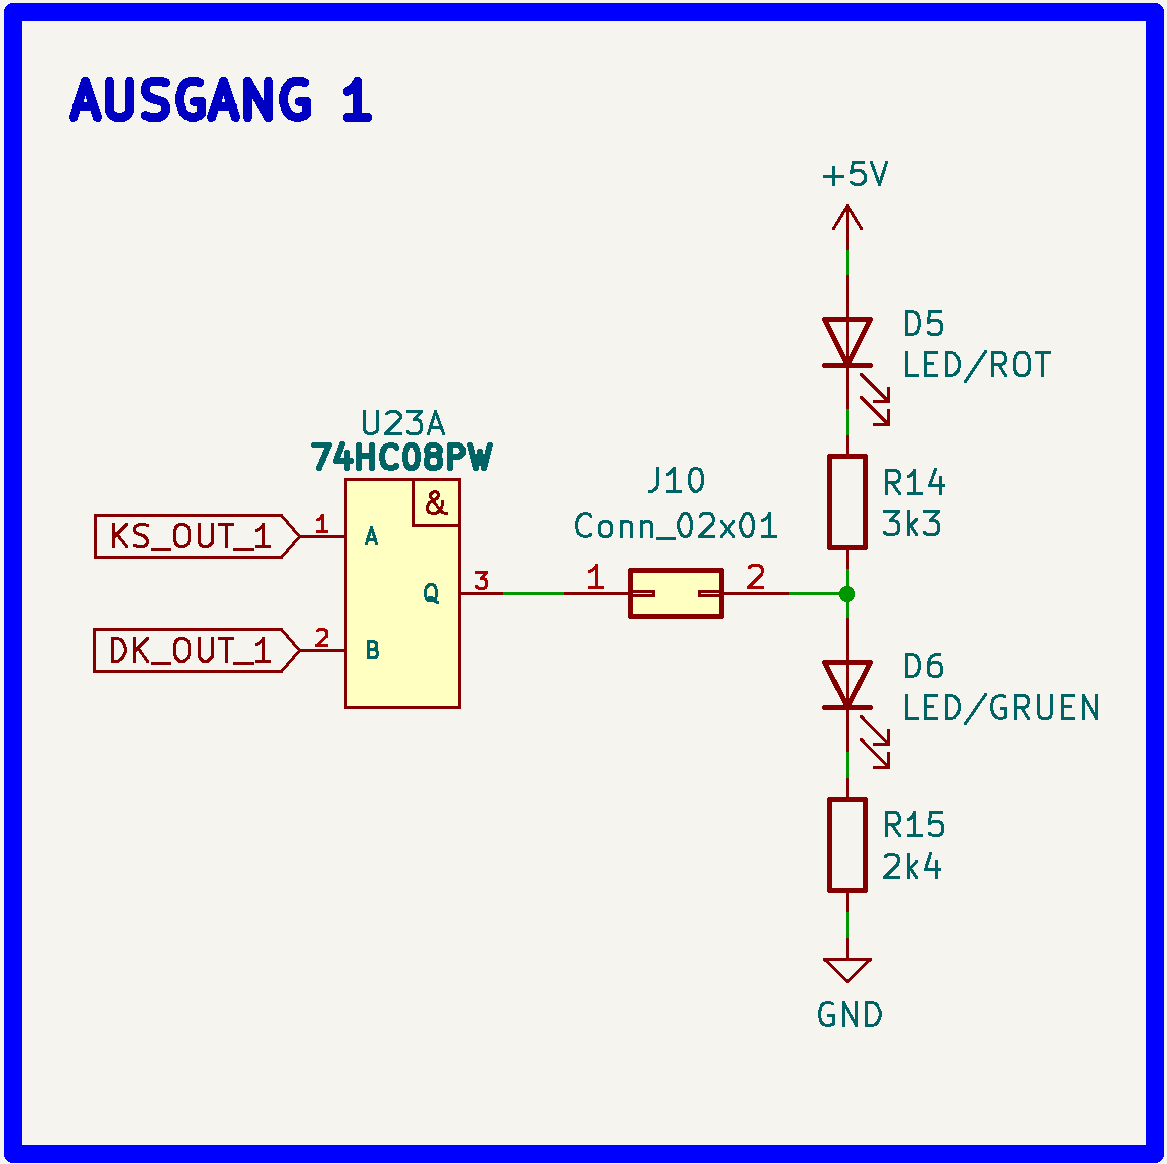 AUSGANG 1
+5V
D5
LED/ROT
U23A
74HC08PW
&
J10
Conn_02x01
R14
3k3
KS_OUT_1
1
A
Q
3
1
2
DK_OUT_1
2
B
D6
LED/GRUEN
R15
2k4
GND